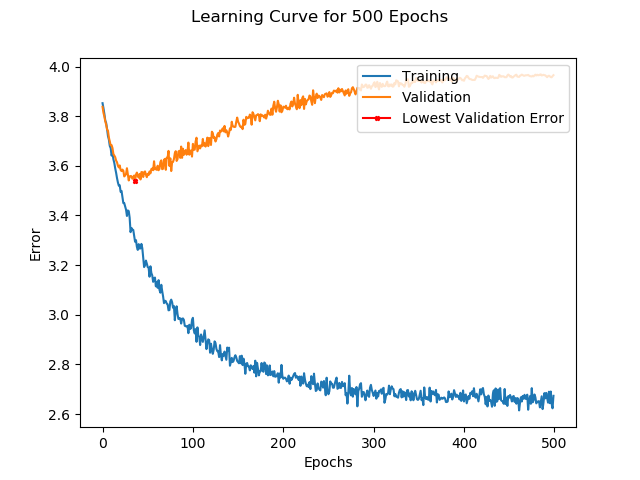 Learning Curve for 500 Epochs
4.0
3.8
3.6
3.4
3.2
3.0
2.8
2.6
Error
Training
Validation
Lowest Validation Error
0
100
200
300
400
500
Epochs